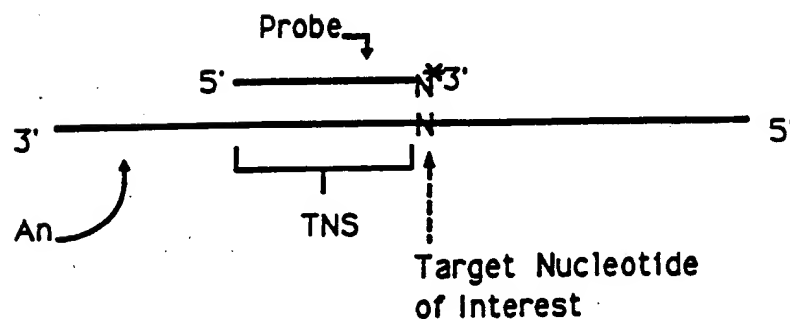 Probe
5' N*3'
3' N 5'
An
TNS
Target Nucleotide
of Interest